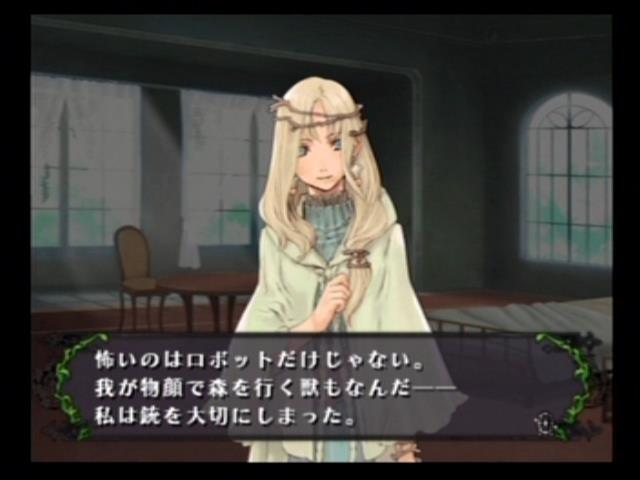 怖いのはロボットだけじゃない。
我が物顔で森を行く獣もなんだ――
私は銃を大切にしまった。